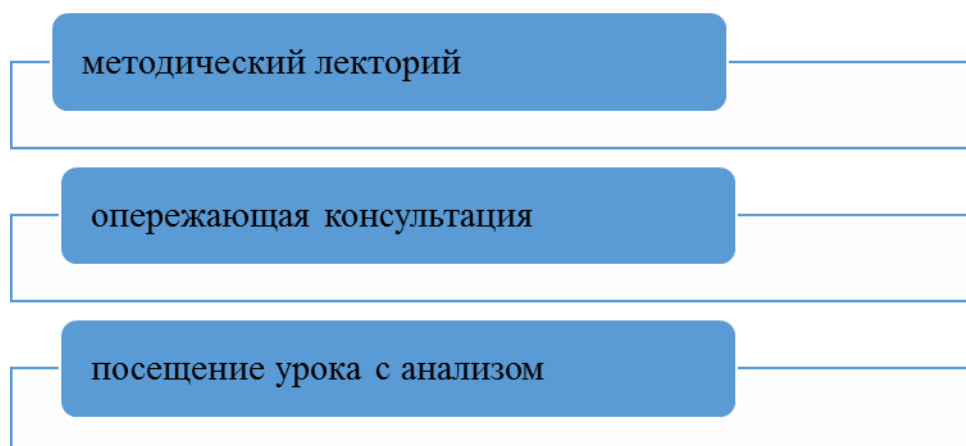 методический лекторий
опережающая консультация
посещение урока с анализом